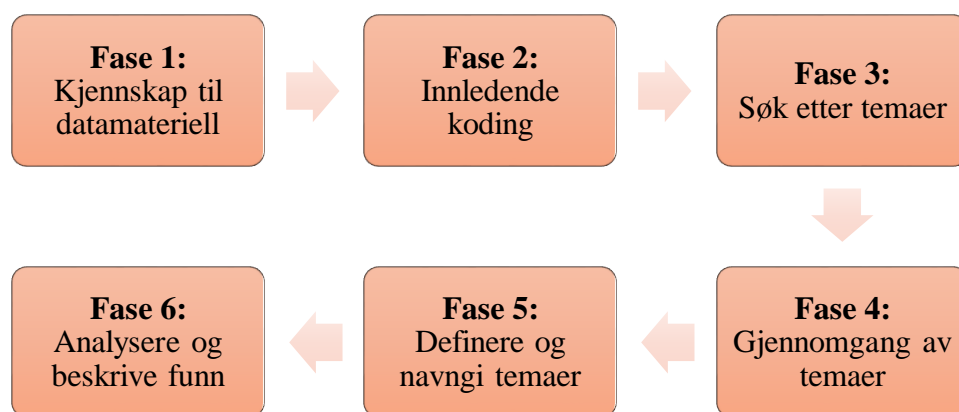 Fase 1:
Kjennskap til
datamateriell
Fase 2:
Innledende
koding
Fase 3:
Søk etter temaer
Fase 4:
Gjennomgang av
temaer
Fase 5:
Definere og
navngi temaer
Fase 6:
Analysere og
beskrive funn